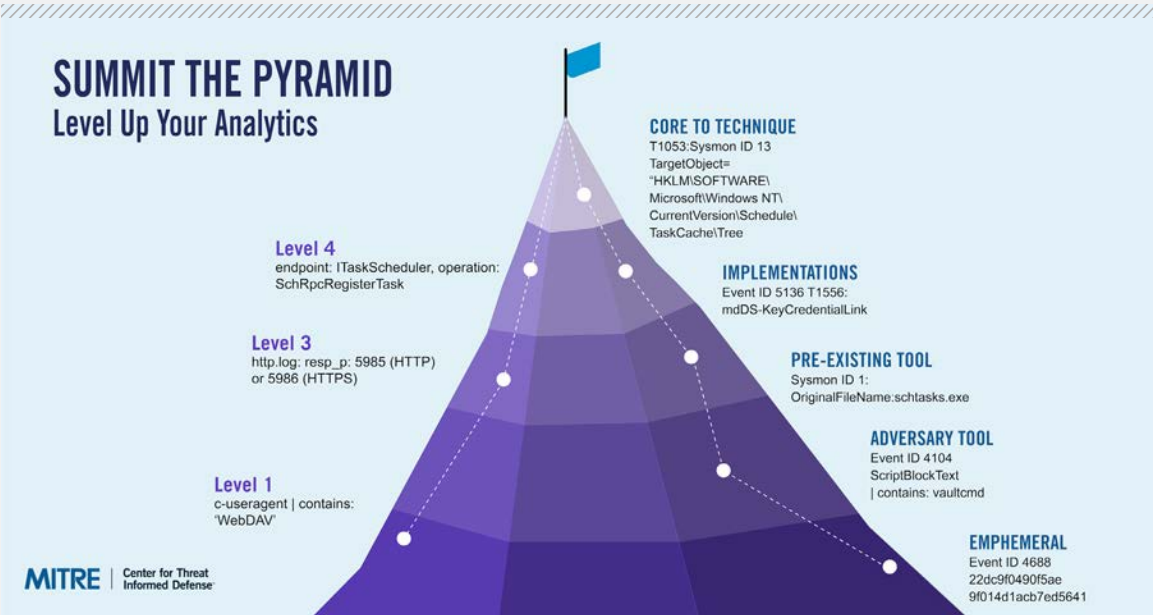 SUMMIT THE PYRAMID
Level Up Your Analytics
CORE TO TECHNIQUE
T1053:Sysmon ID 13
TargetObject=
"HKLM\SOFTWARE\
Microsoft\Windows NT\
CurrentVersion\Schedule\
TaskCache\Tree
Level 4
endpoint: ITaskScheduler, operation:
SchRpcRegisterTask
IMPLEMENTATIONS
Event ID 5136 T1556:
mdDS-KeyCredentialLink
Level 3
http.log: resp_p: 5985 (HTTP)
or 5986 (HTTPS)
PRE-EXISTING TOOL
Sysmon ID 1:
OriginalFileName:schtasks.exe
ADVERSARY TOOL
Event ID 4104
ScriptBlockText
| contains: vaultcmd
Level 1
c-useragent | contains:
'WebDAV'
EMPHEMERAL
Event ID 4688
22dc9f0490f5ae
9f014d1acb7ed5641
MITRE | Center for Threat
Informed Defense